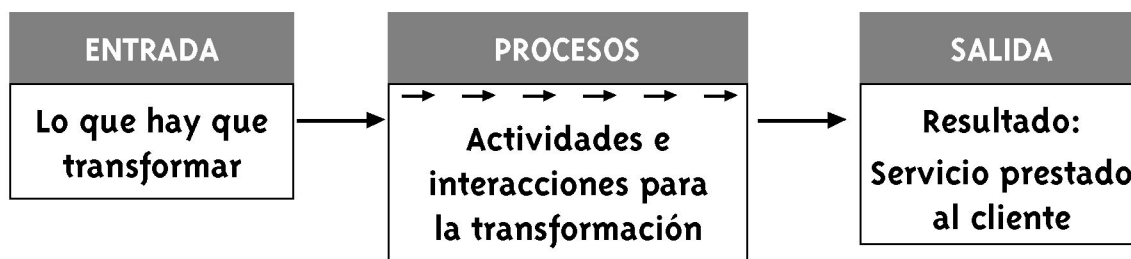 ENTRADA
Lo que hay que
transformar
PROCESOS
Actividades e
interacciones para
la transformación
SALIDA
Resultado:
Servicio prestado
al cliente